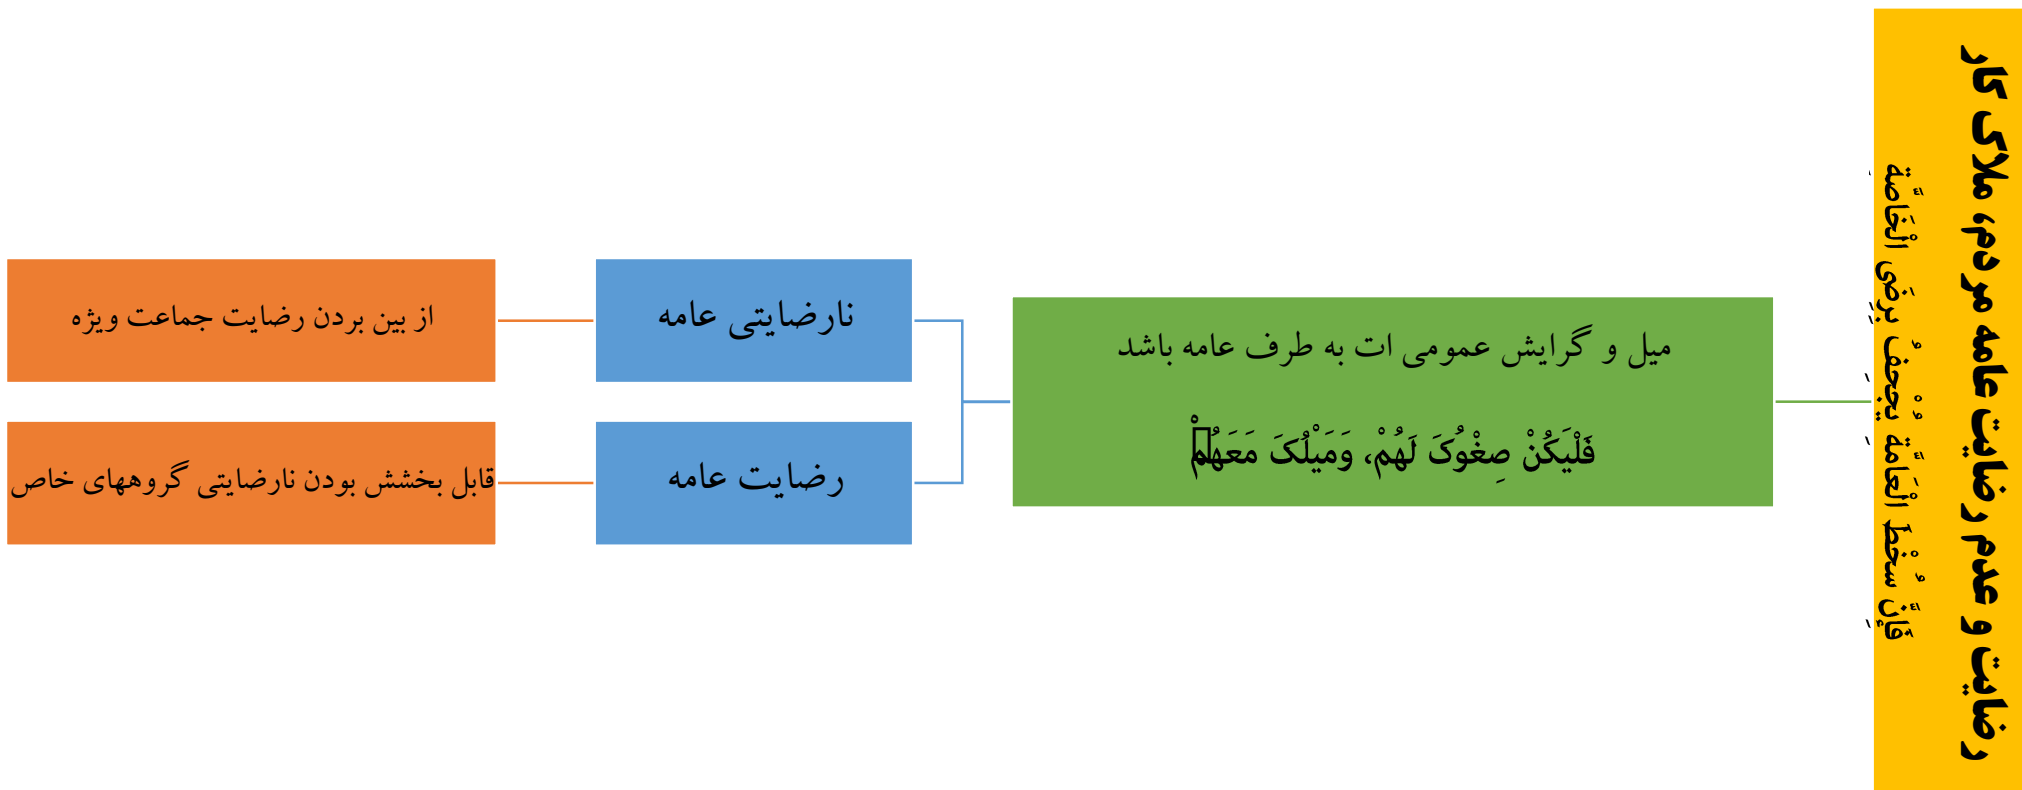 رضایت و عدم رضایت عامه مردم، ملاک کار
فَإِنَّ سُخْطَ الْعَامَّةِ یُجْحِفُ بِرِضَی الْخَاصَّةِ
میل و گرایش عمومی ات به طرف عامه باشد
فَلْیَکُنْ صِغْوُکَ لَهُمْ، وَمَیْلُکَ مَعَهُمْ
نارضایتی عامه
از بین بردن رضایت جماعت ویژه
رضایت عامه
قابل بخشش بودن نارضایتی گروههای خاص